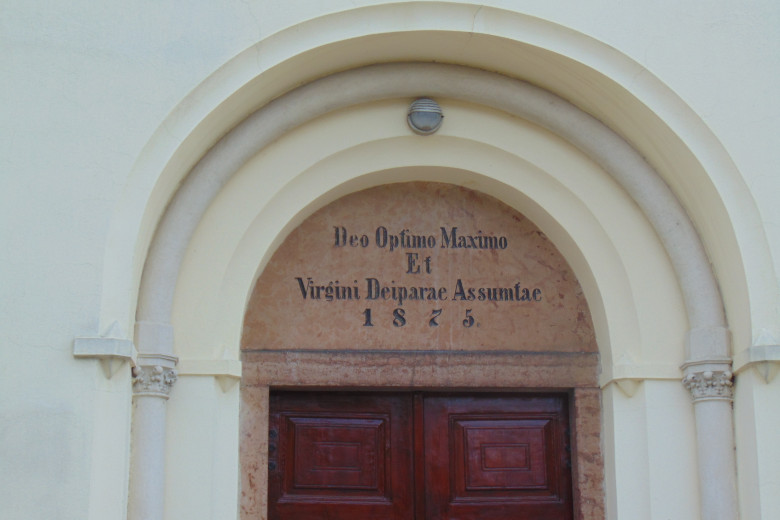 Deo Optimo Maximo
Et
Virgini Deiparae Assumtae
1875.